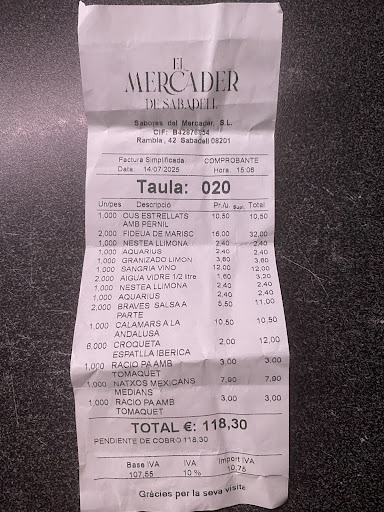 EL
MERCADER
DE SABADELL
Sabores del Mercader, S.L.
CIF: B42876854
Rambla, 42 Sabadell 08201
Factura Simplificada COMPROBANTE
Data: 14/07/2025 Hora: 15:06
Taula: 020
Un/pes Descripció Pr./U. Sup. Total
1,000 OUS ESTRELLATS 10,50 10,50
AMB PERNIL
2,000 FIDEUA DE MARISC 16,00 32,00
1,000 NESTEA LLIMONA 2,40 2,40
1,000 AQUARIUS 2,40 2,40
1,000 GRANIZADO LIMON 3,60 3,60
1,000 SANGRIA VINO 12,00 12,00
2,000 AIGUA VIDRE 1/2 litre 1,60 3,20
1,000 NESTEA LLIMONA 2,40 2,40
1,000 AQUARIUS 2,40 2,40
2,000 BRAVES SALSA A 5,50 11,00
PARTE
1,000 CALAMARS A LA 10,50 10,50
ANDALUSA
6,000 CROQUETA 2,00 12,00
ESPATLLA IBERICA
1,000 RACIO PA AMB 3,00 3,00
TOMAQUET
1,000 NATXOS MEXICANS 7,90 7,90
MEDIANS
1,000 RACIO PA AMB 3,00 3,00
TOMAQUET
TOTAL €: 118,30
PENDIENTE DE COBRO 118,30
Base IVA IVA Import IVA
107,55 10 % 10,75
Gràcies per la seva visita